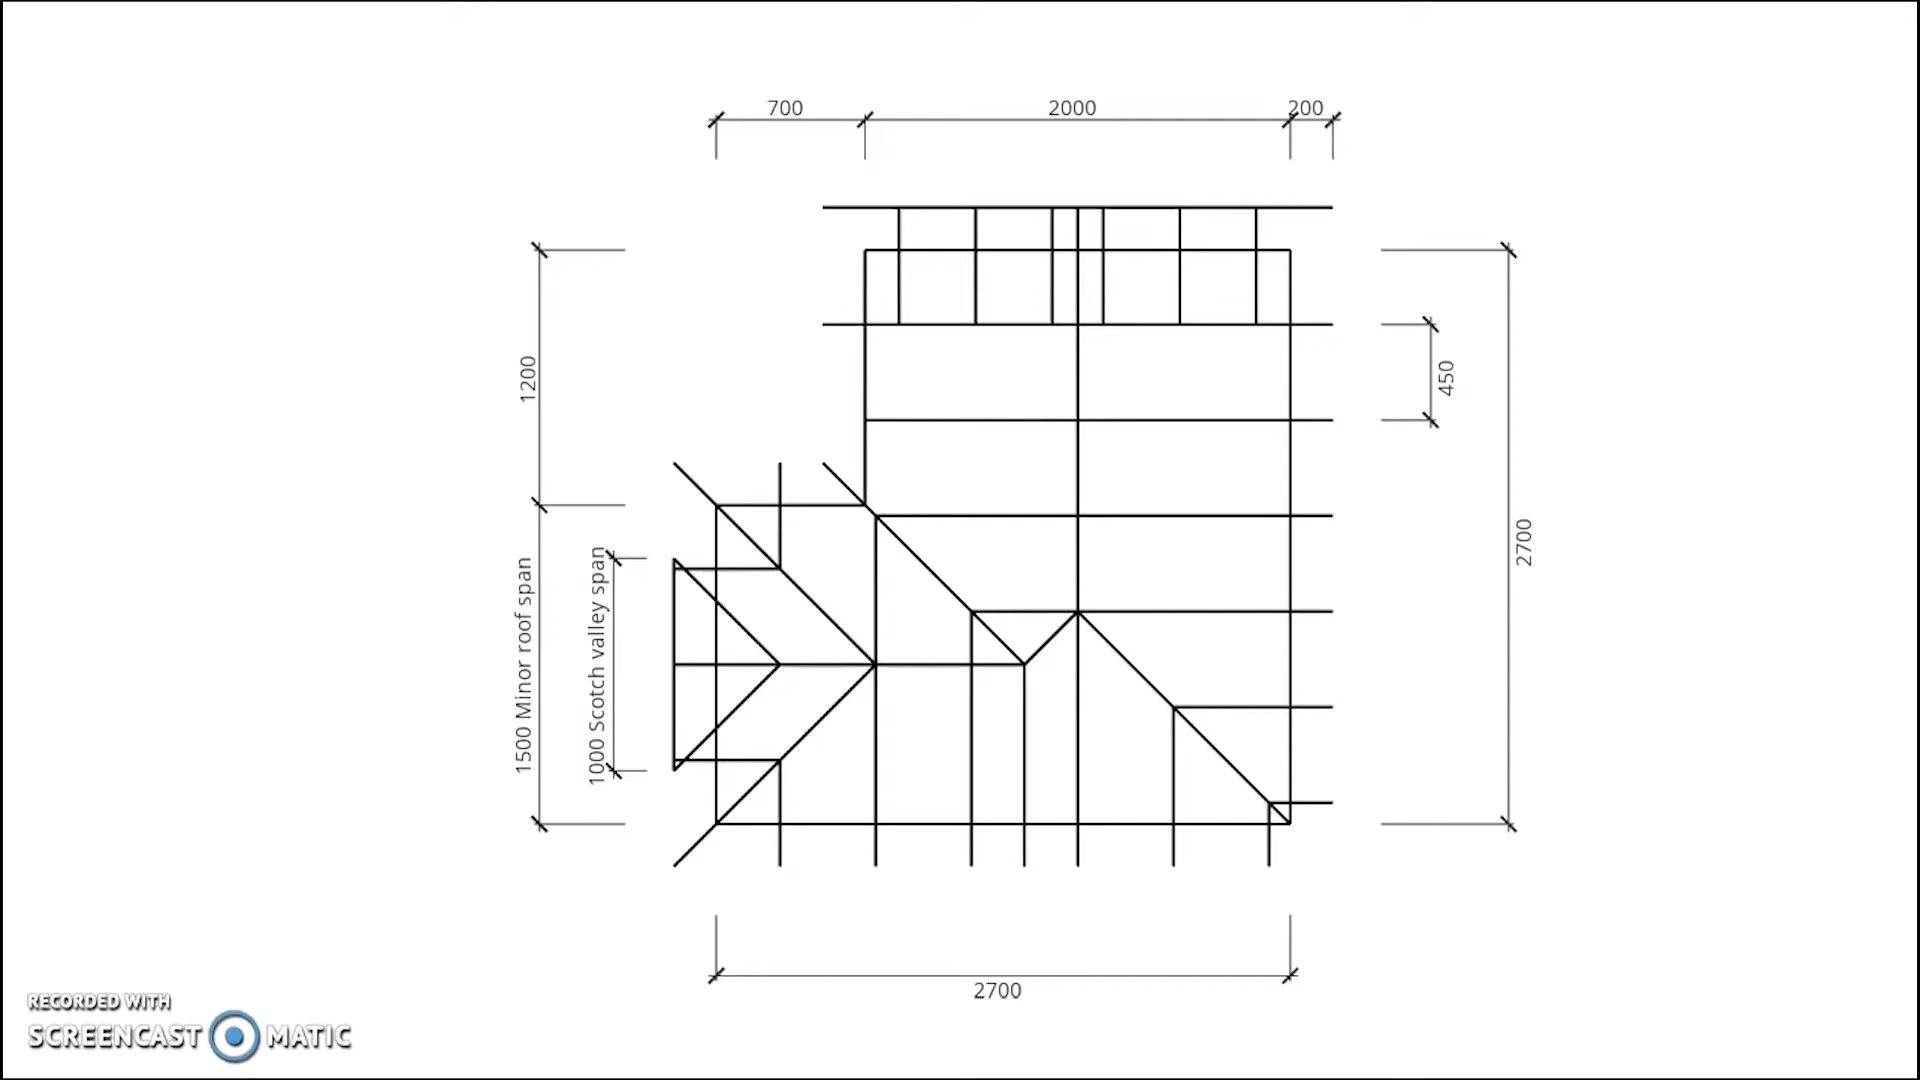 700
2000
200
1200
450
2700
1500 Minor roof span
1000 Scotch valley span
2700
RECORDED WITH
SCREENCAST MATIC